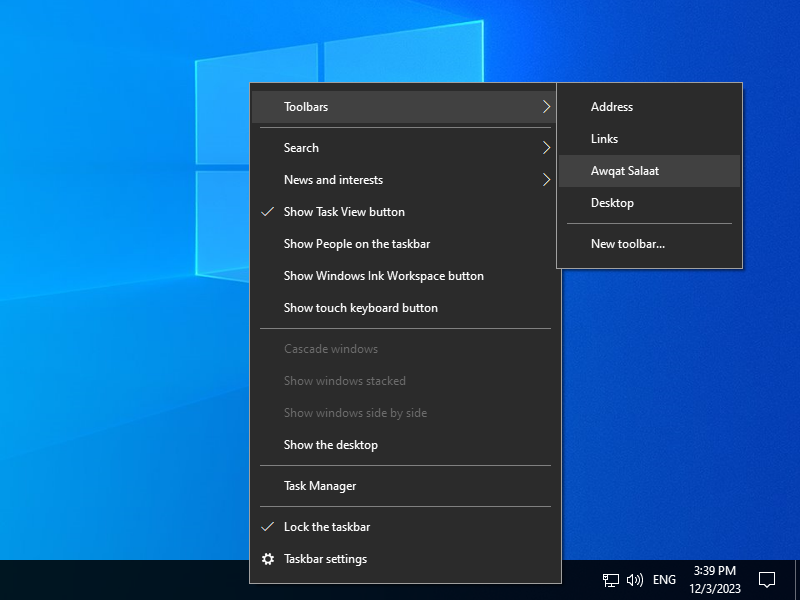 Toolbars
Search
News and interests
Show Task View button
Show People on the taskbar
Show Windows Ink Workspace button
Show touch keyboard button
Cascade windows
Show windows stacked
Show windows side by side
Show the desktop
Task Manager
Lock the taskbar
Taskbar settings
Address
Links
Awqat Salaat
Desktop
New toolbar...
ENG
3:39 PM
12/3/2023